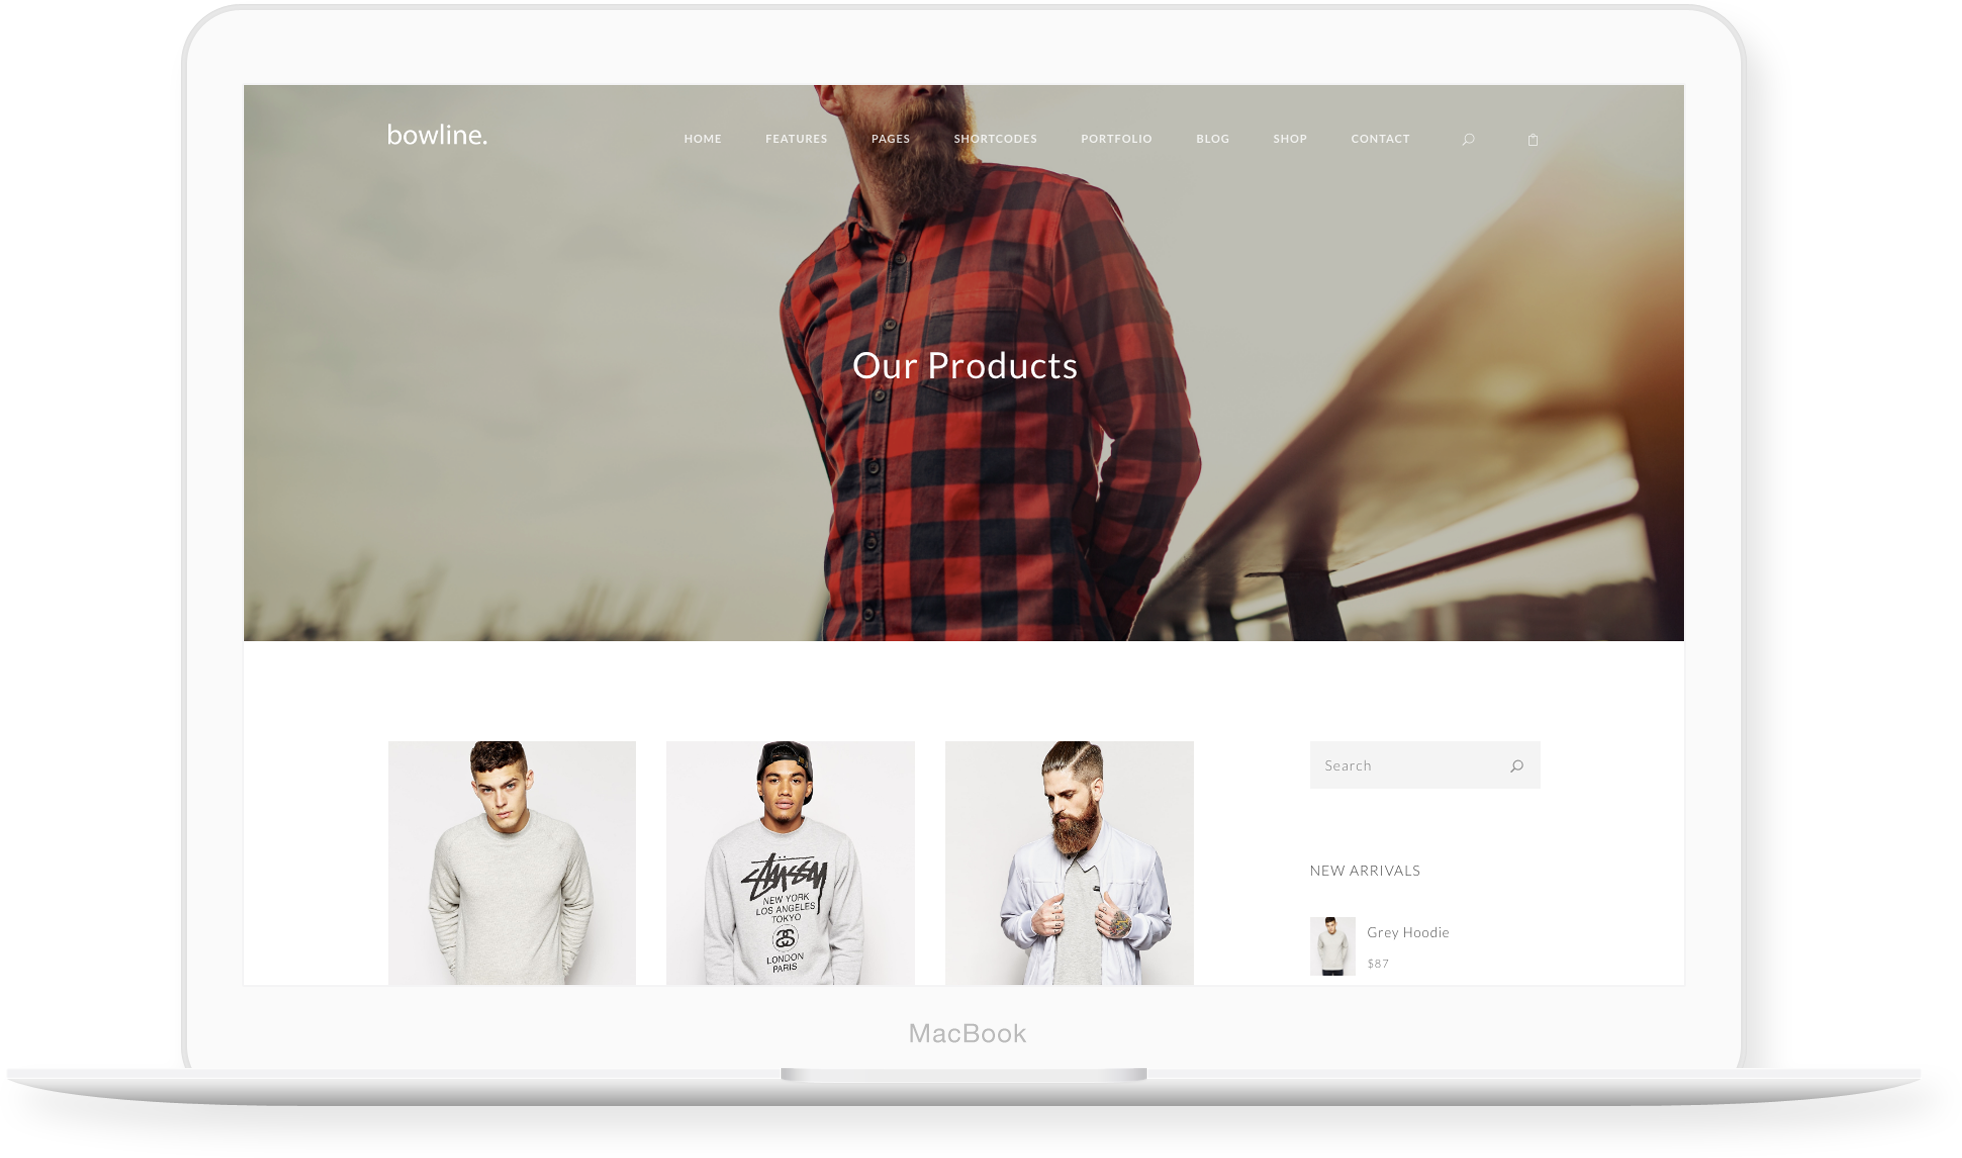 bowline.
HOME FEATURES PAGES SHORTCODES PORTFOLIO BLOG SHOP CONTACT
Our Products
Search
STÜSSY
NEW YORK
LOS ANGELES
TOKYO
LONDON
PARIS
NEW ARRIVALS
Grey Hoodie
$87
MacBook